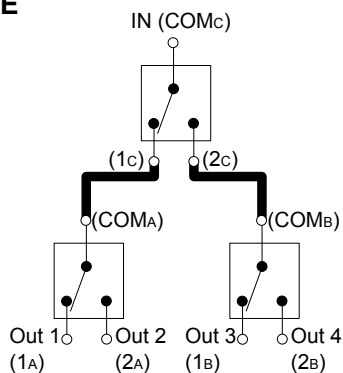 E
IN (COMC)
(1C) (2C)
(COMA) (COMB)
Out 1 Out 2 Out 3 Out 4
(1A) (2A) (1B) (2B)